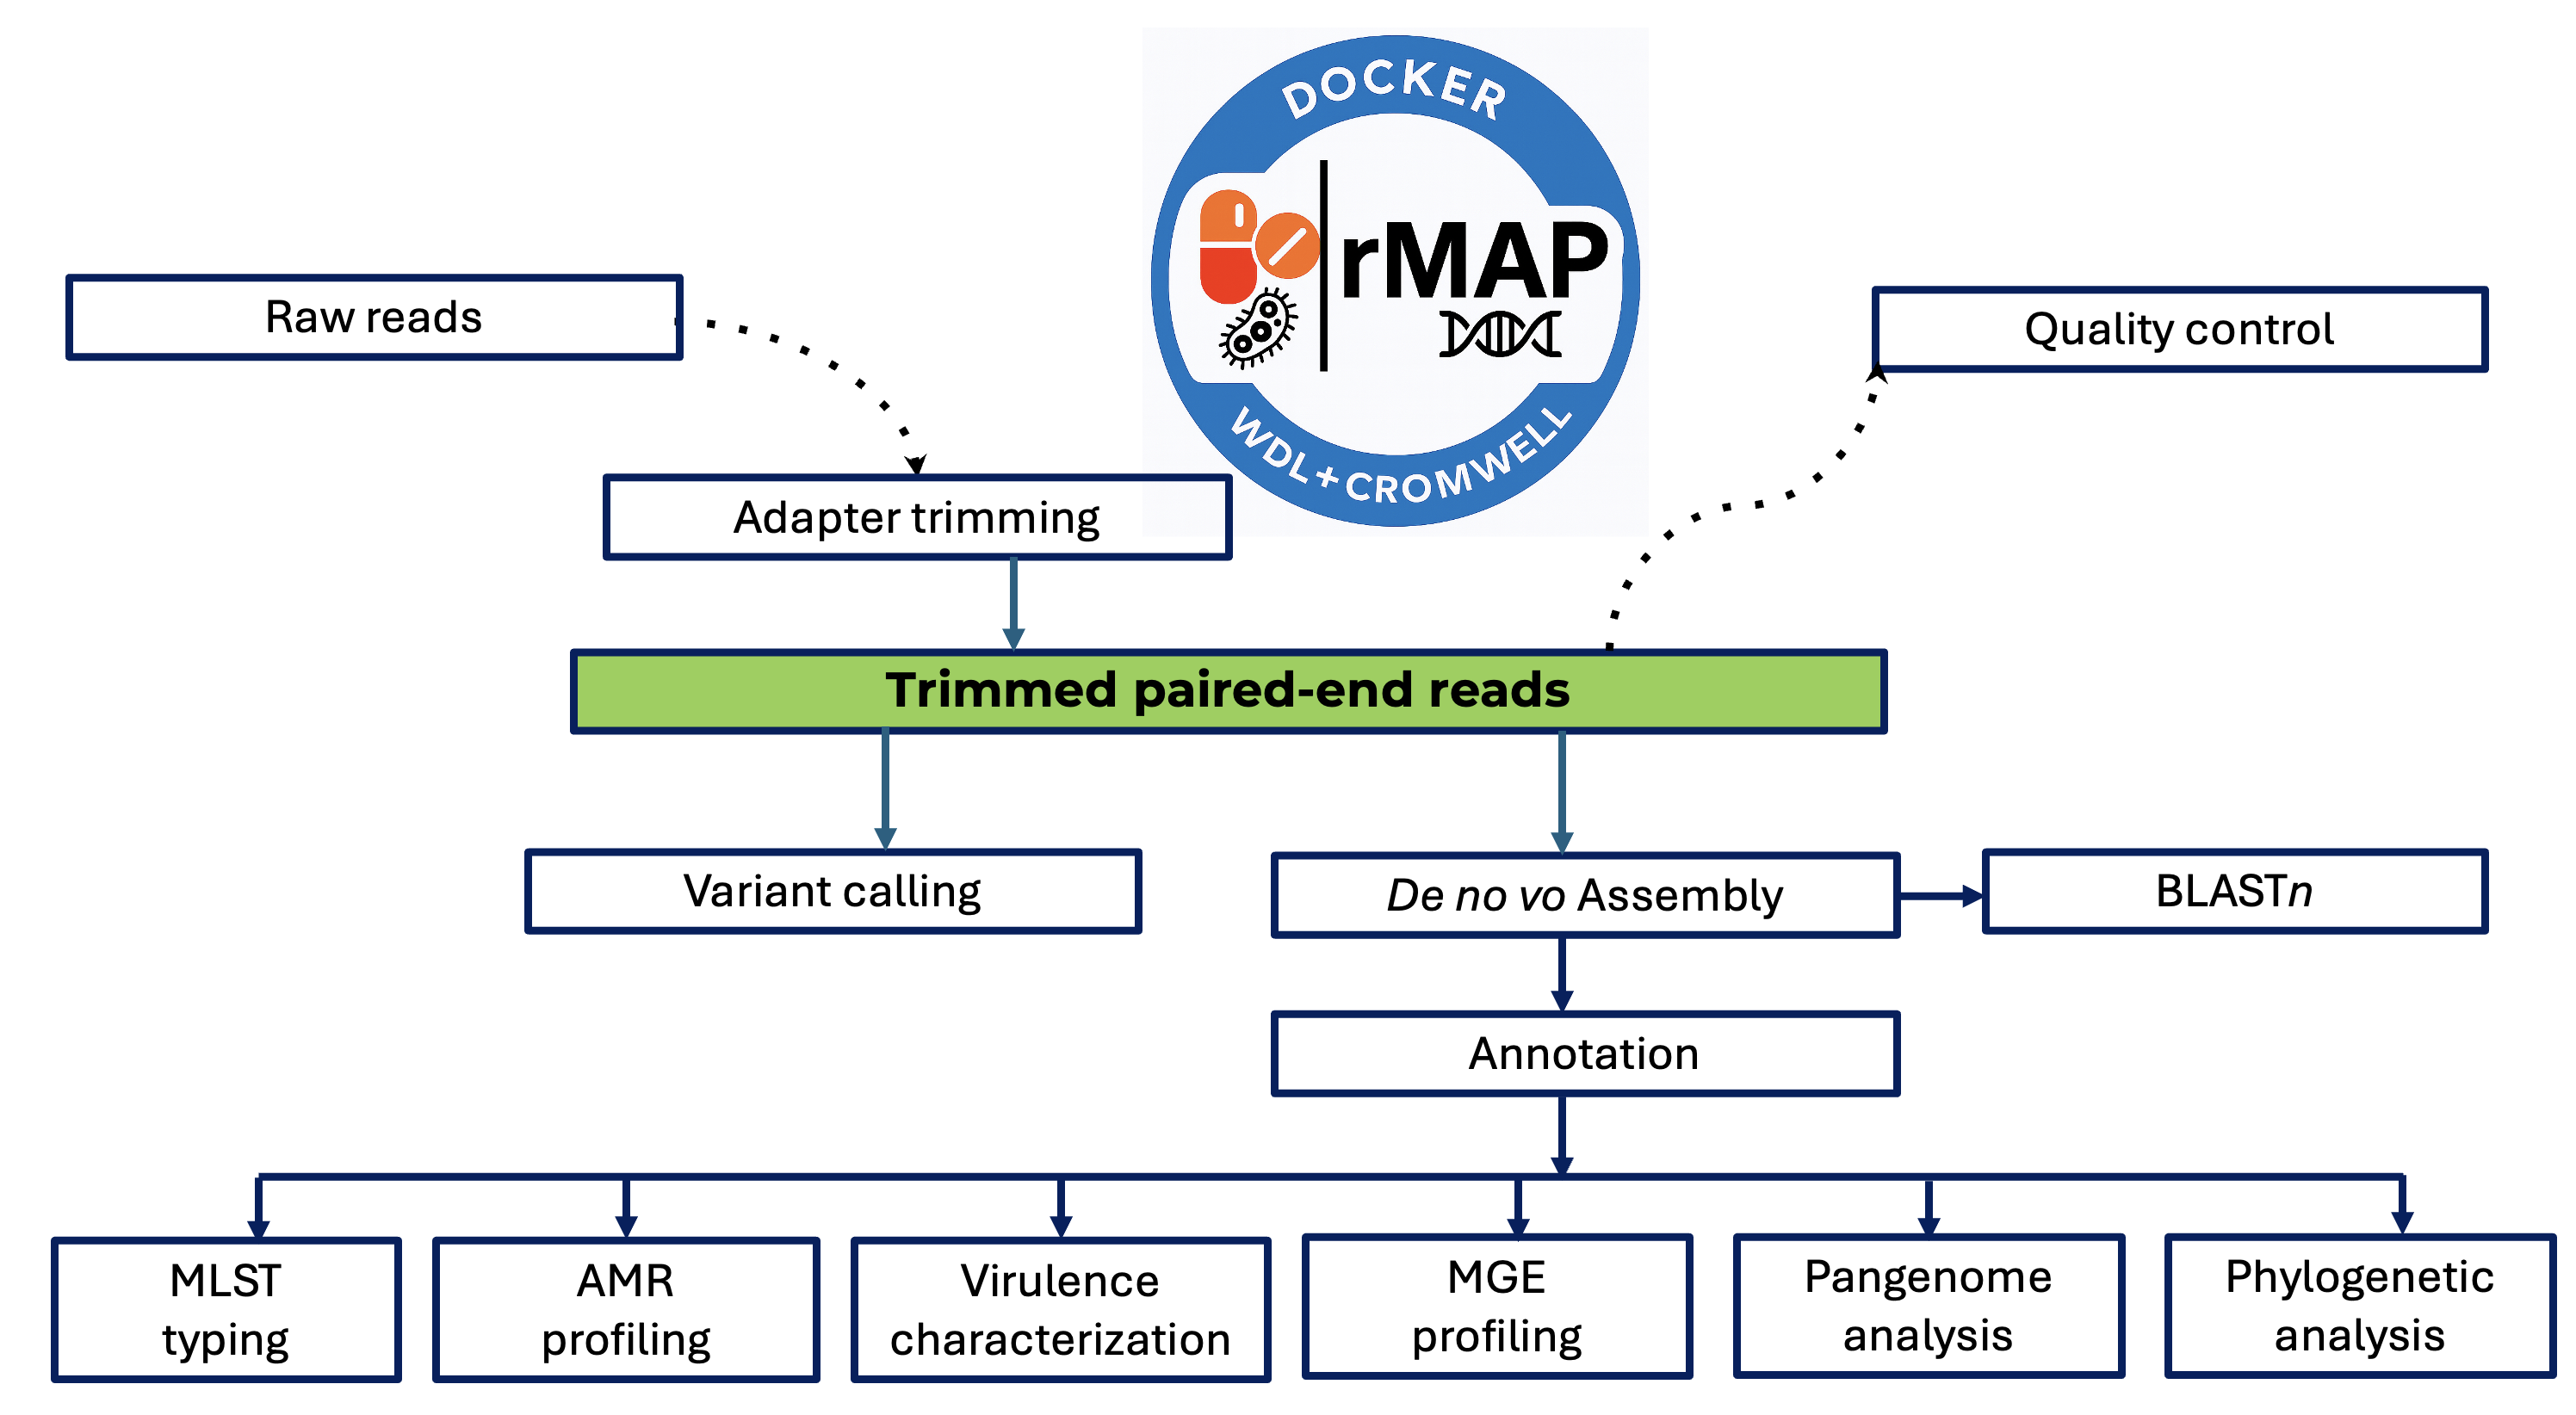 DOCKER
rMAP
WDL+CROMWELL
Raw reads
Quality control
Adapter trimming
Trimmed paired-end reads
Variant calling
De no vo Assembly
BLASTn
Annotation
MLST
typing
AMR
profiling
Virulence
characterization
MGE
profiling
Pangenome
analysis
Phylogenetic
analysis